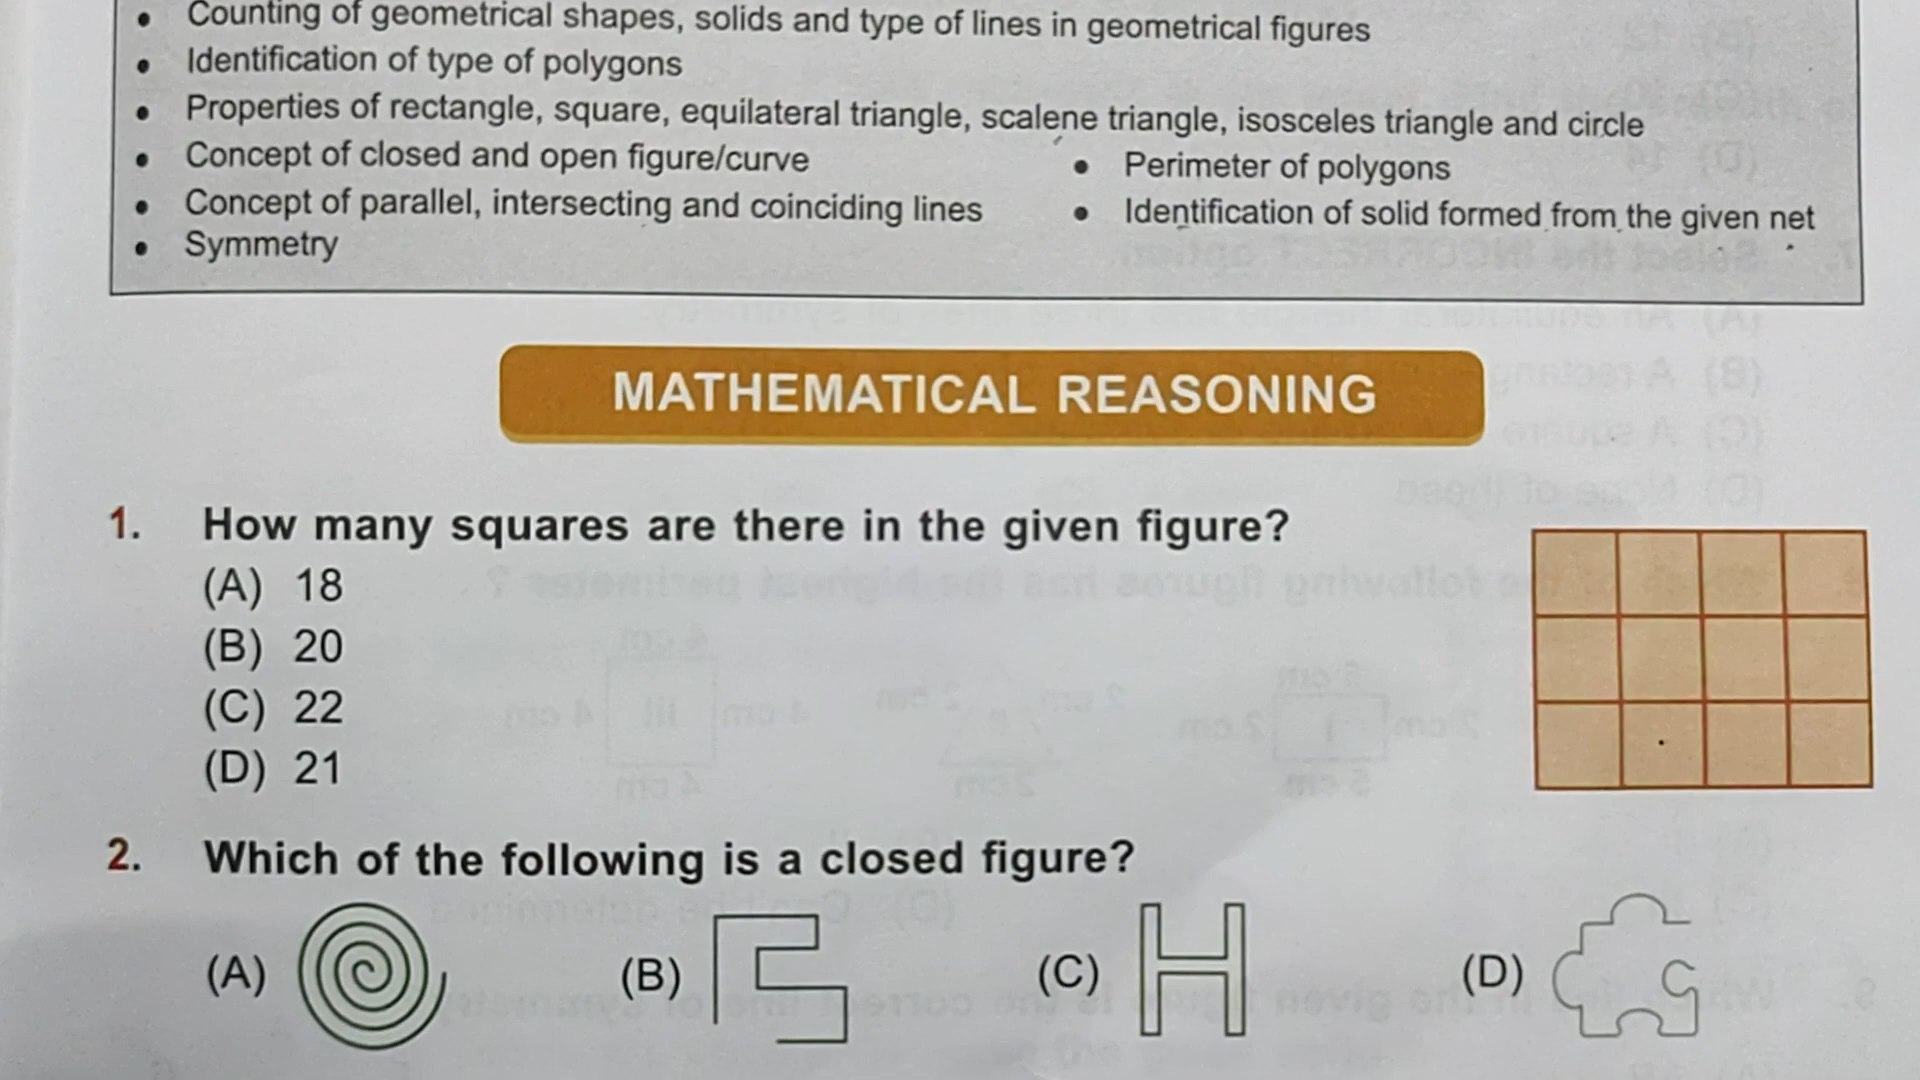 • Counting of geometrical shapes, solids and type of lines in geometrical figures
• Identification of type of polygons
• Properties of rectangle, square, equilateral triangle, scalene triangle, isosceles triangle and circle
• Concept of closed and open figure/curve • Perimeter of polygons
• Concept of parallel, intersecting and coinciding lines • Identification of solid formed from the given net
• Symmetry
MATHEMATICAL REASONING
1. How many squares are there in the given figure?
(A) 18
(B) 20
(C) 22
(D) 21
2. Which of the following is a closed figure?
(A) (B) (C) (D)